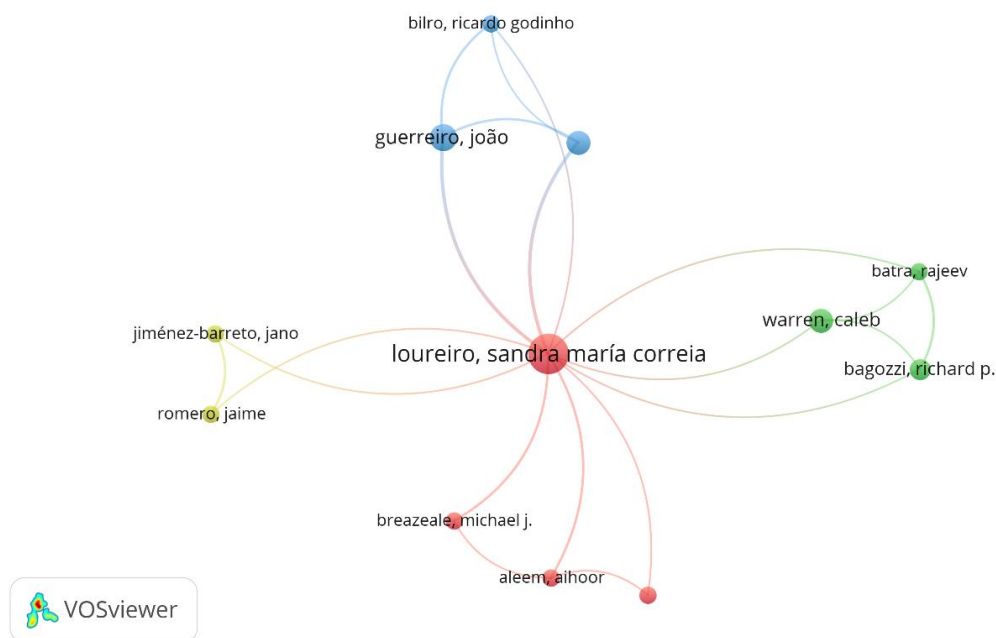 bilro, ricardo godinho
guerreiro, joão
batra, rajeev
warren, caleb
jiménez-barreto, jano
loureiro, sandra maría correia
bagozzi, richard p.
romero, jaime
breazeale, michael j.
aleem, aihoor
VOSviewer